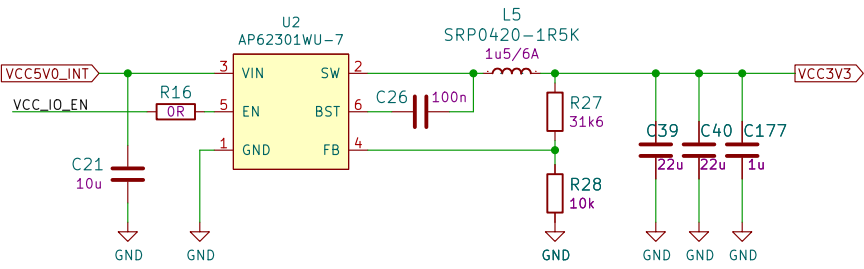 U2
AP62301WU-7
L5
SRP0420-1R5K
1u5/6A
VCC5V0_INT
3
VIN
SW
2
VCC3V3
VCC_IO_EN
R16
0R
5
EN
BST
6
C26
100n
R27
31k6
1
GND
FB
4
C21
10u
R28
10k
C39
22u
C40
22u
C177
1u
GND
GND
GND
GND
GND
GND